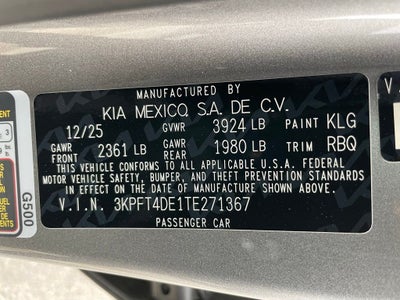 MANUFACTURED BY
KIA MEXICO, S.A. DE C.V.
12/25 GVWR 3924 LB PAINT KLG
GAWR FRONT 2361 LB GAWR REAR 1980 LB TRIM RBQ
THIS VEHICLE CONFORMS TO ALL APPLICABLE U.S.A. FEDERAL
MOTOR VEHICLE SAFETY, BUMPER, AND THEFT PREVENTION STANDARDS
IN EFFECT ON THE DATE OF MANUFACTURE SHOWN ABOVE.
V.I.N. 3KPFT4DE1TE271367
PASSENGER CAR
G500